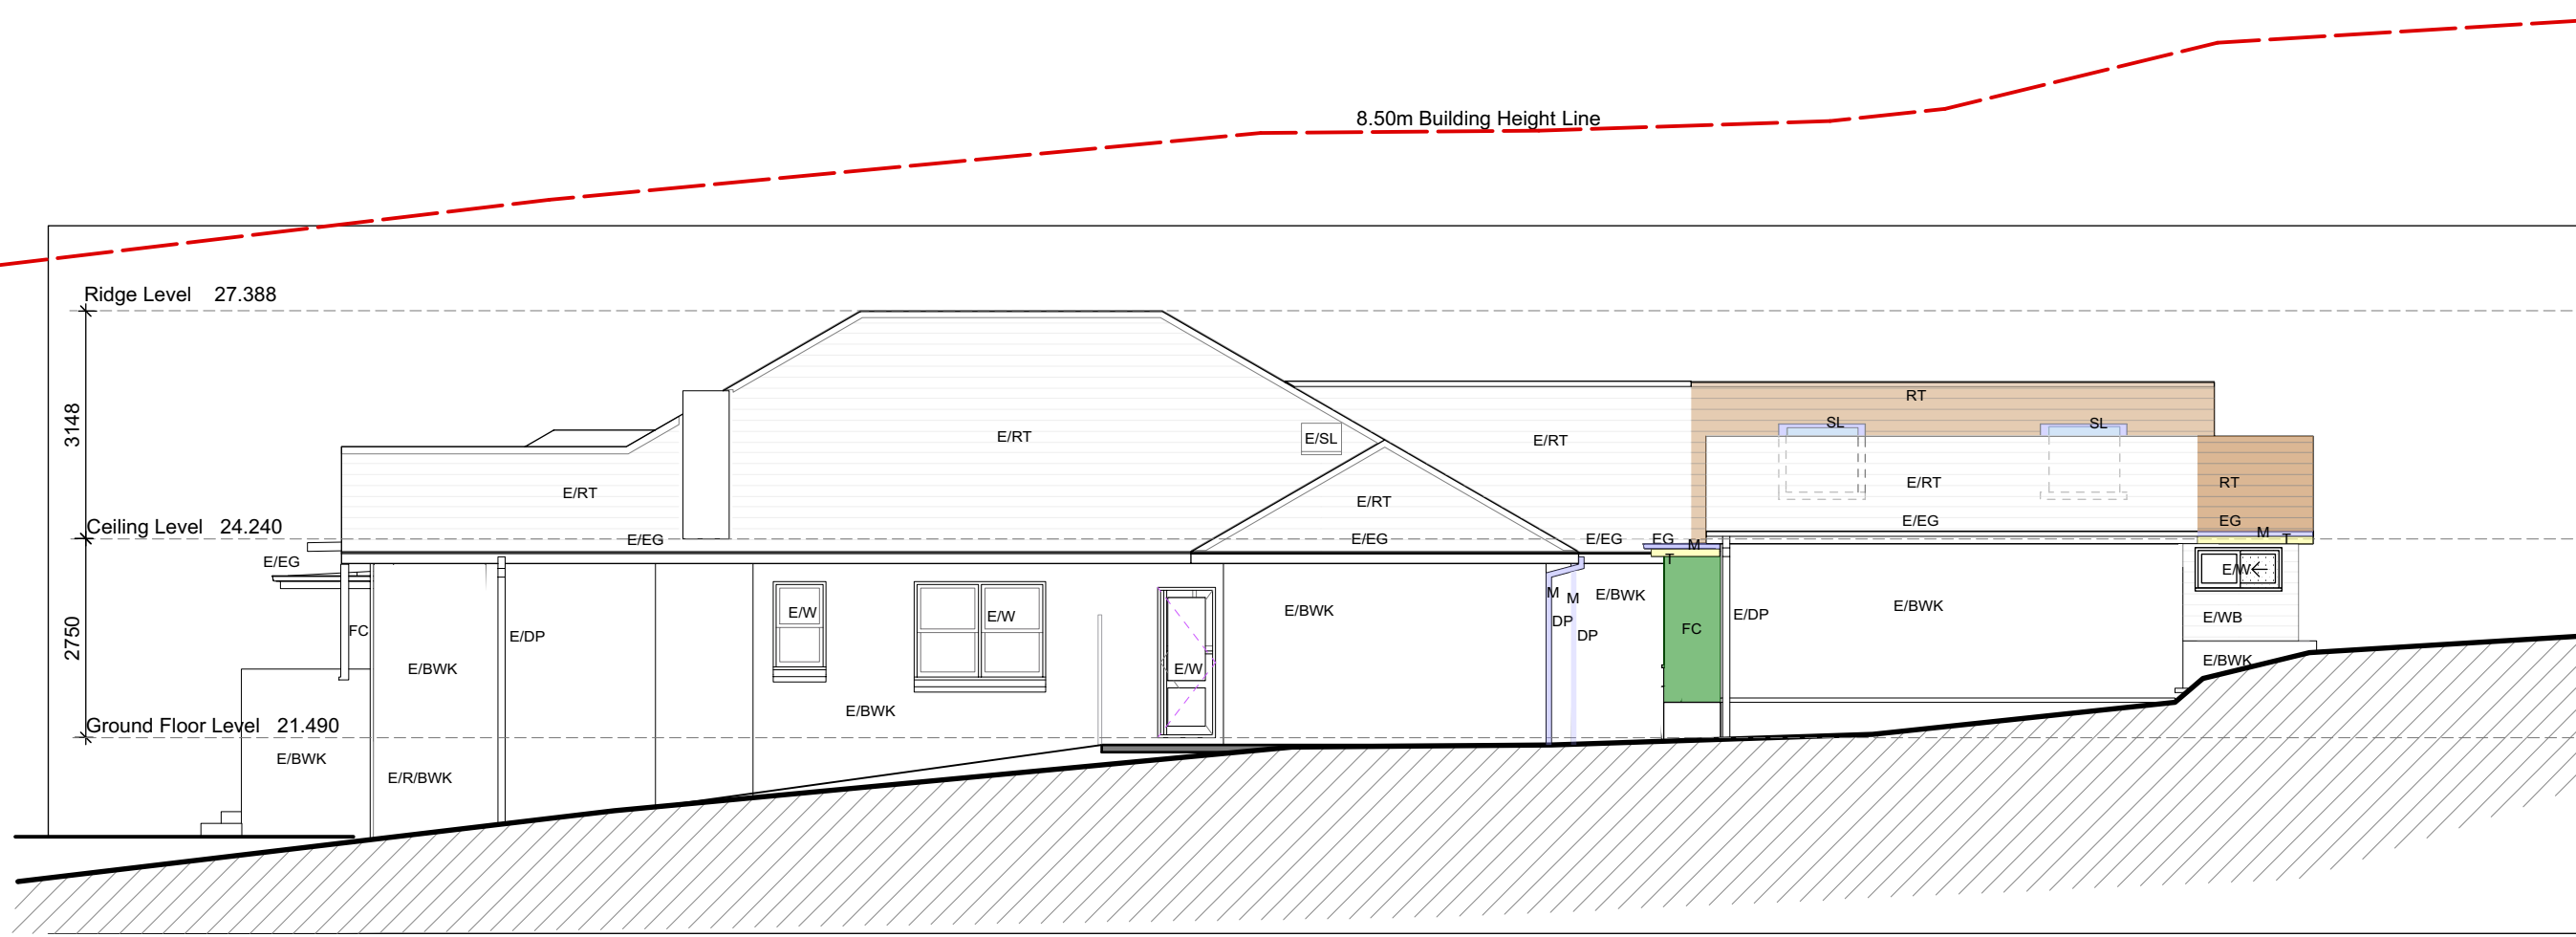 8.50m Building Height Line
Ridge Level 27.388
RT
SL
SL
E/RT
E/SL
E/RT
3148
E/RT
E/RT
RT
E/RT
E/EG
EG
Ceiling Level 24.240
E/EG
E/EG
E/EG
EG
M
M
T
T
E/EG
E/W
M
M
E/BWK
E/BWK
E/BWK
E/W
E/W
E/DP
E/WB
DP
DP
FC
FC
E/DP
2750
E/BWK
E/W
E/BWK
E/BWK
Ground Floor Level 21.490
E/BWK
E/R/BWK